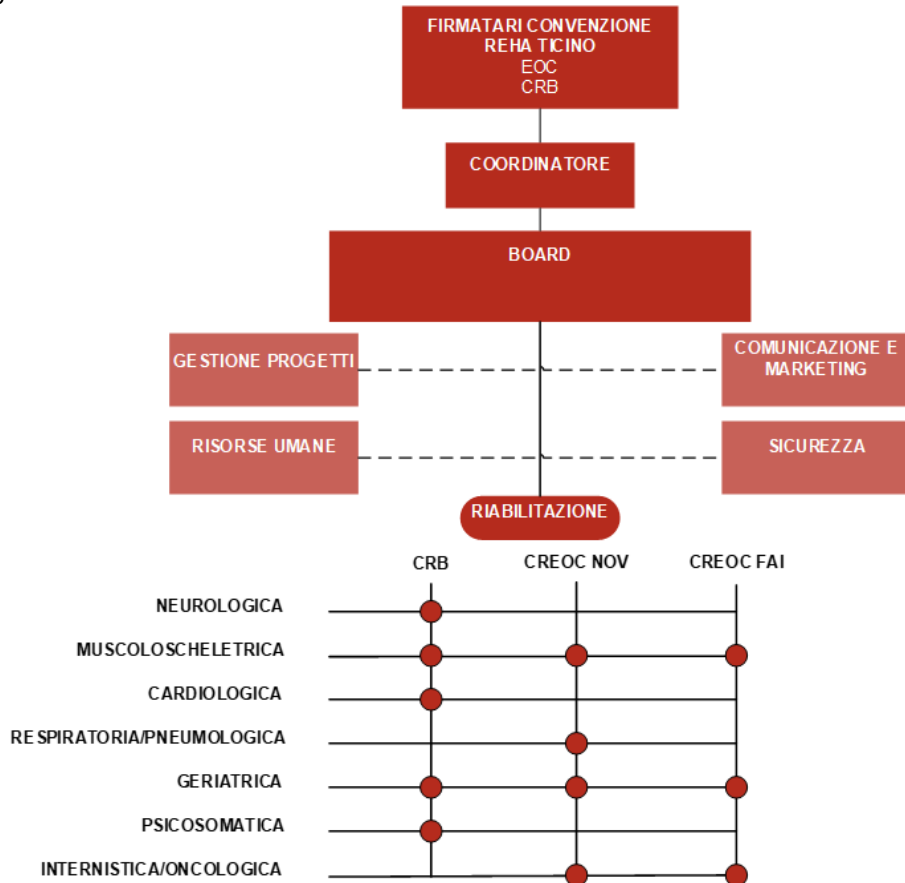 FIRMATARI CONVENZIONE
REHA TICINO
EOC
CRB
COORDINATORE
BOARD
GESTIONE PROGETTI
COMUNICAZIONE E
MARKETING
RISORSE UMANE
SICUREZZA
RIABILITAZIONE
CRB
CREOC NOV
CREOC FAI
NEUROLOGICA
MUSCOLOSCHELETRICA
CARDIOLOGICA
RESPIRATORIA/PNEUMOLOGICA
GERIATRICA
PSICOSOMATICA
INTERNISTICA/ONCOLOGICA